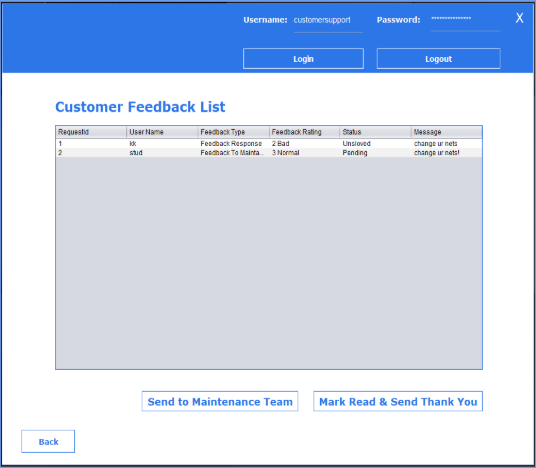 Username: customersupport Password: ***************
X
Login Logout
Customer Feedback List
RequestId User Name Feedback Type Feedback Rating Status Message
1 kk Feedback Response 2 Bad Unsloved change ur nets
2 stud Feedback To Mainta... 3 Normal Pending change ur nets!
Send to Maintenance Team Mark Read & Send Thank You
Back